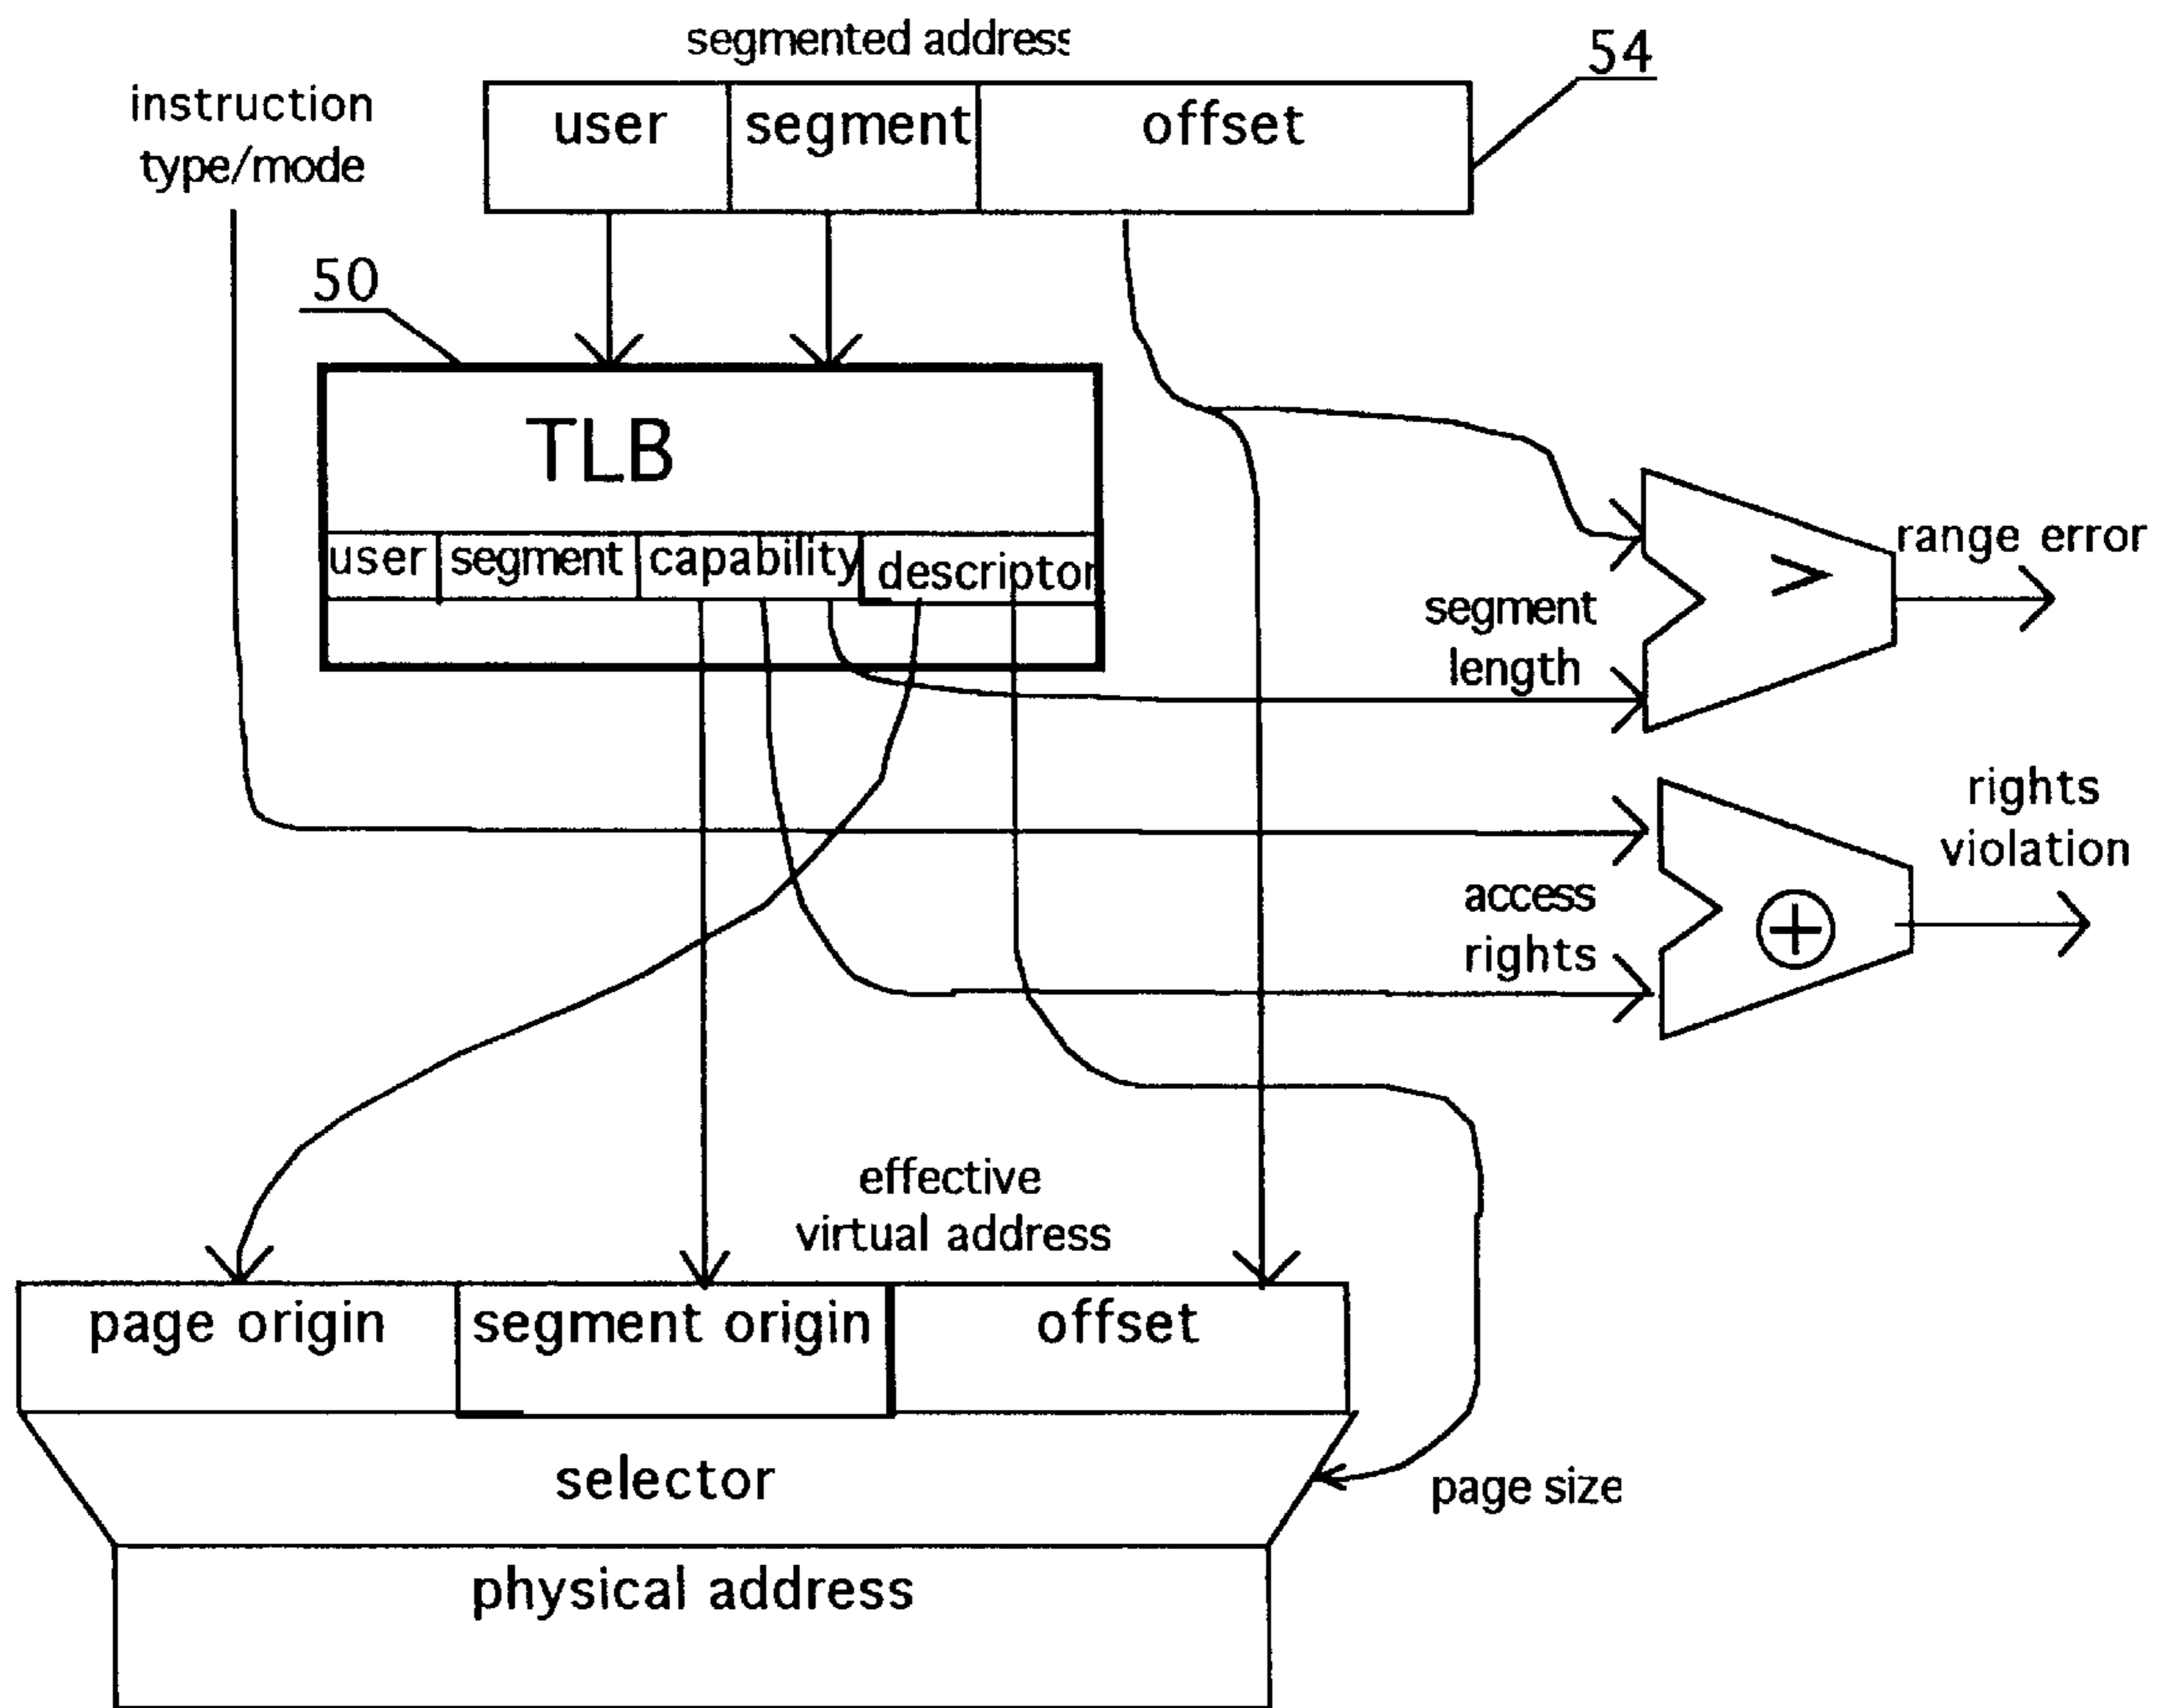 segmented address
54
instruction
type/mode
user segment offset
50
TLB
user segment capability descriptor
range error
>
segment
length
rights
violation
access
rights
effective
virtual address
page origin segment origin offset
selector
page size
physical address